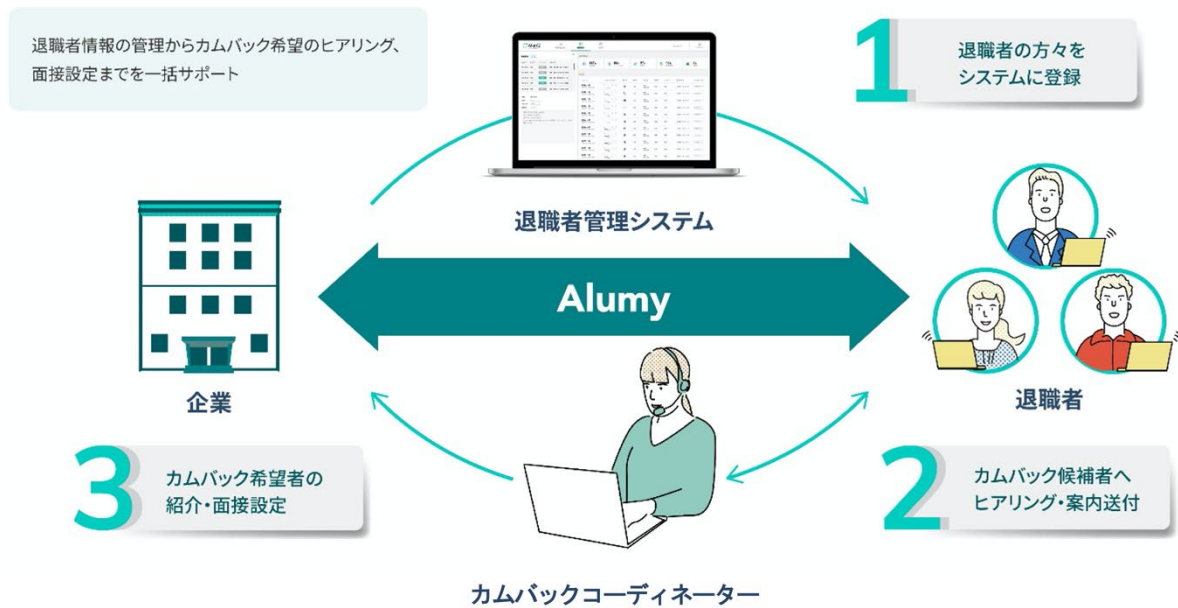 退職者情報の管理からカムバック希望のヒアリング、
面接設定までを一括サポート
1
退職者の方々を
システムに登録
退職者管理システム
Alumy
企業
退職者
3
カムバック希望者の
紹介・面接設定
2
カムバック候補者へ
ヒアリング・案内送付
カムバックコーディネーター